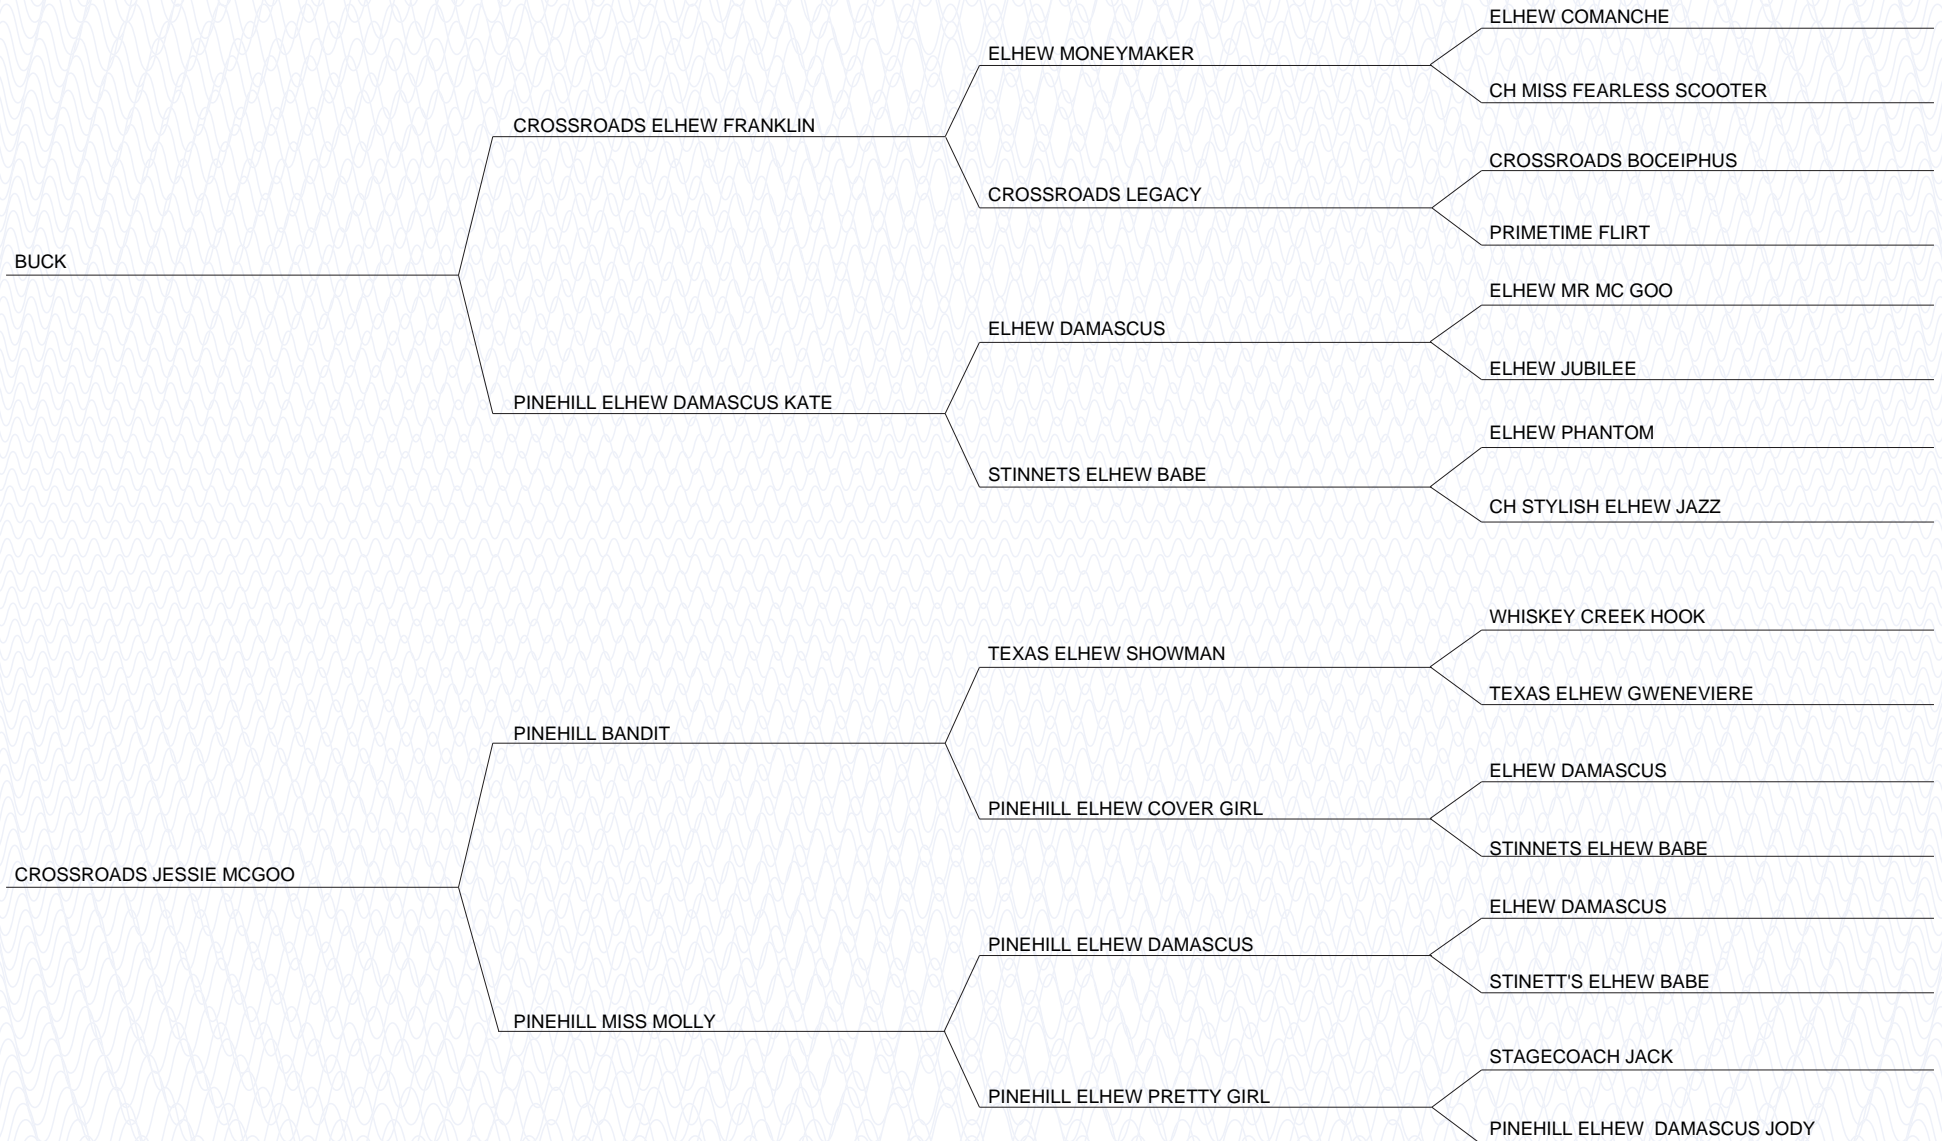 ELHEW COMANCHE
ELHEW MONEYMAKER
CH MISS FEARLESS SCOOTER
CROSSROADS ELHEW FRANKLIN
CROSSROADS BOCEIPHUS
CROSSROADS LEGACY
PRIMETIME FLIRT
BUCK
ELHEW MR MC GOO
ELHEW DAMASCUS
ELHEW JUBILEE
PINEHILL ELHEW DAMASCUS KATE
ELHEW PHANTOM
STINNETS ELHEW BABE
CH STYLISH ELHEW JAZZ
WHISKEY CREEK HOOK
TEXAS ELHEW SHOWMAN
TEXAS ELHEW GWENEVIERE
PINEHILL BANDIT
ELHEW DAMASCUS
PINEHILL ELHEW COVER GIRL
STINNETS ELHEW BABE
CROSSROADS JESSIE MCGOO
ELHEW DAMASCUS
PINEHILL ELHEW DAMASCUS
STINETT'S ELHEW BABE
PINEHILL MISS MOLLY
STAGECOACH JACK
PINEHILL ELHEW PRETTY GIRL
PINEHILL ELHEW  DAMASCUS JODY